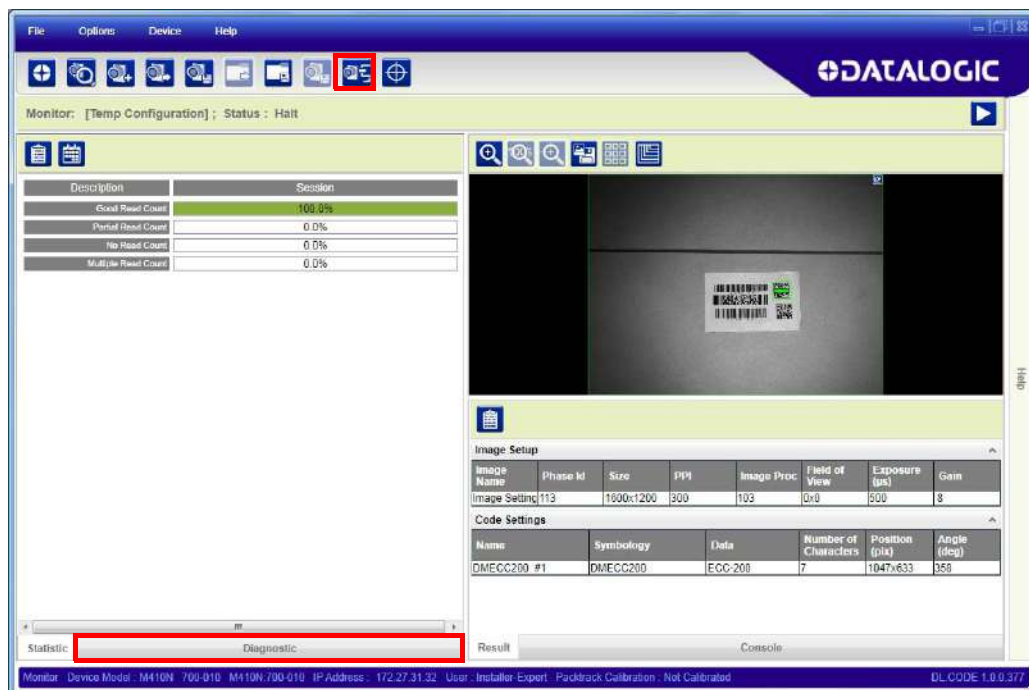 File Options Device Help
DATALOGIC
Monitor: [Temp Configuration] ; Status : Halt
Description Session
Good Read Count 100.0%
Partial Read Count 0.0%
No Read Count 0.0%
Multiple Read Count 0.0%
Help
Image Setup
Image Name Phase Id Size PPI Image Proc Field of View Exposure (µs) Gain
Image Setting 113 1600x1200 300 103 0x0 500 8
Code Settings
Name Symbology Data Number of Characters Position (pix) Angle (deg)
DMECC200 #1 DMECC200 ECC-200 7 1047x633 358
Statistic Diagnostic Result Console
Monitor Device Model : M410N 700-010 M410N:700-010 IP Address : 172.27.31.32 User : Installer-Expert Packtrack Calibration : Not Calibrated DL.CODE 1.0.0.377